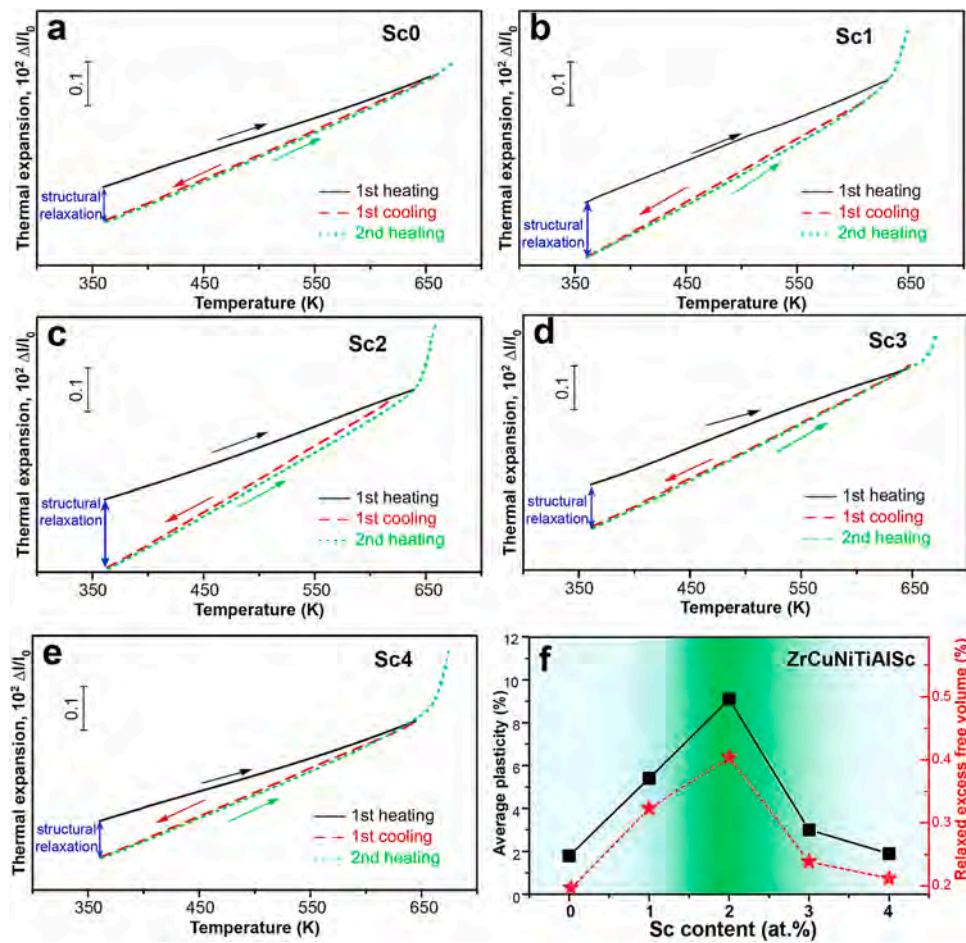 a
Sc0
Thermal expansion, 10² Δl/l₀
0.1
structural
relaxation
1st heating
1st cooling
2nd heating
350
450
550
650
Temperature (K)
b
Sc1
Thermal expansion, 10² Δl/l₀
0.1
structural
relaxation
1st heating
1st cooling
2nd heating
350
450
550
650
Temperature (K)
c
Sc2
Thermal expansion, 10² Δl/l₀
0.1
structural
relaxation
1st heating
1st cooling
2nd heating
350
450
550
650
Temperature (K)
d
Sc3
Thermal expansion, 10² Δl/l₀
0.1
structural
relaxation
1st heating
1st cooling
2nd heating
350
450
550
650
Temperature (K)
e
Sc4
Thermal expansion, 10² Δl/l₀
0.1
structural
relaxation
1st heating
1st cooling
2nd heating
350
450
550
650
Temperature (K)
f
ZrCuNiTiAlSc
Average plasticity (%)
12
10
8
6
4
2
0
Relaxed excess free volume (%)
0.5
0.4
0.3
0.2
0
1
2
3
4
Sc content (at.%)